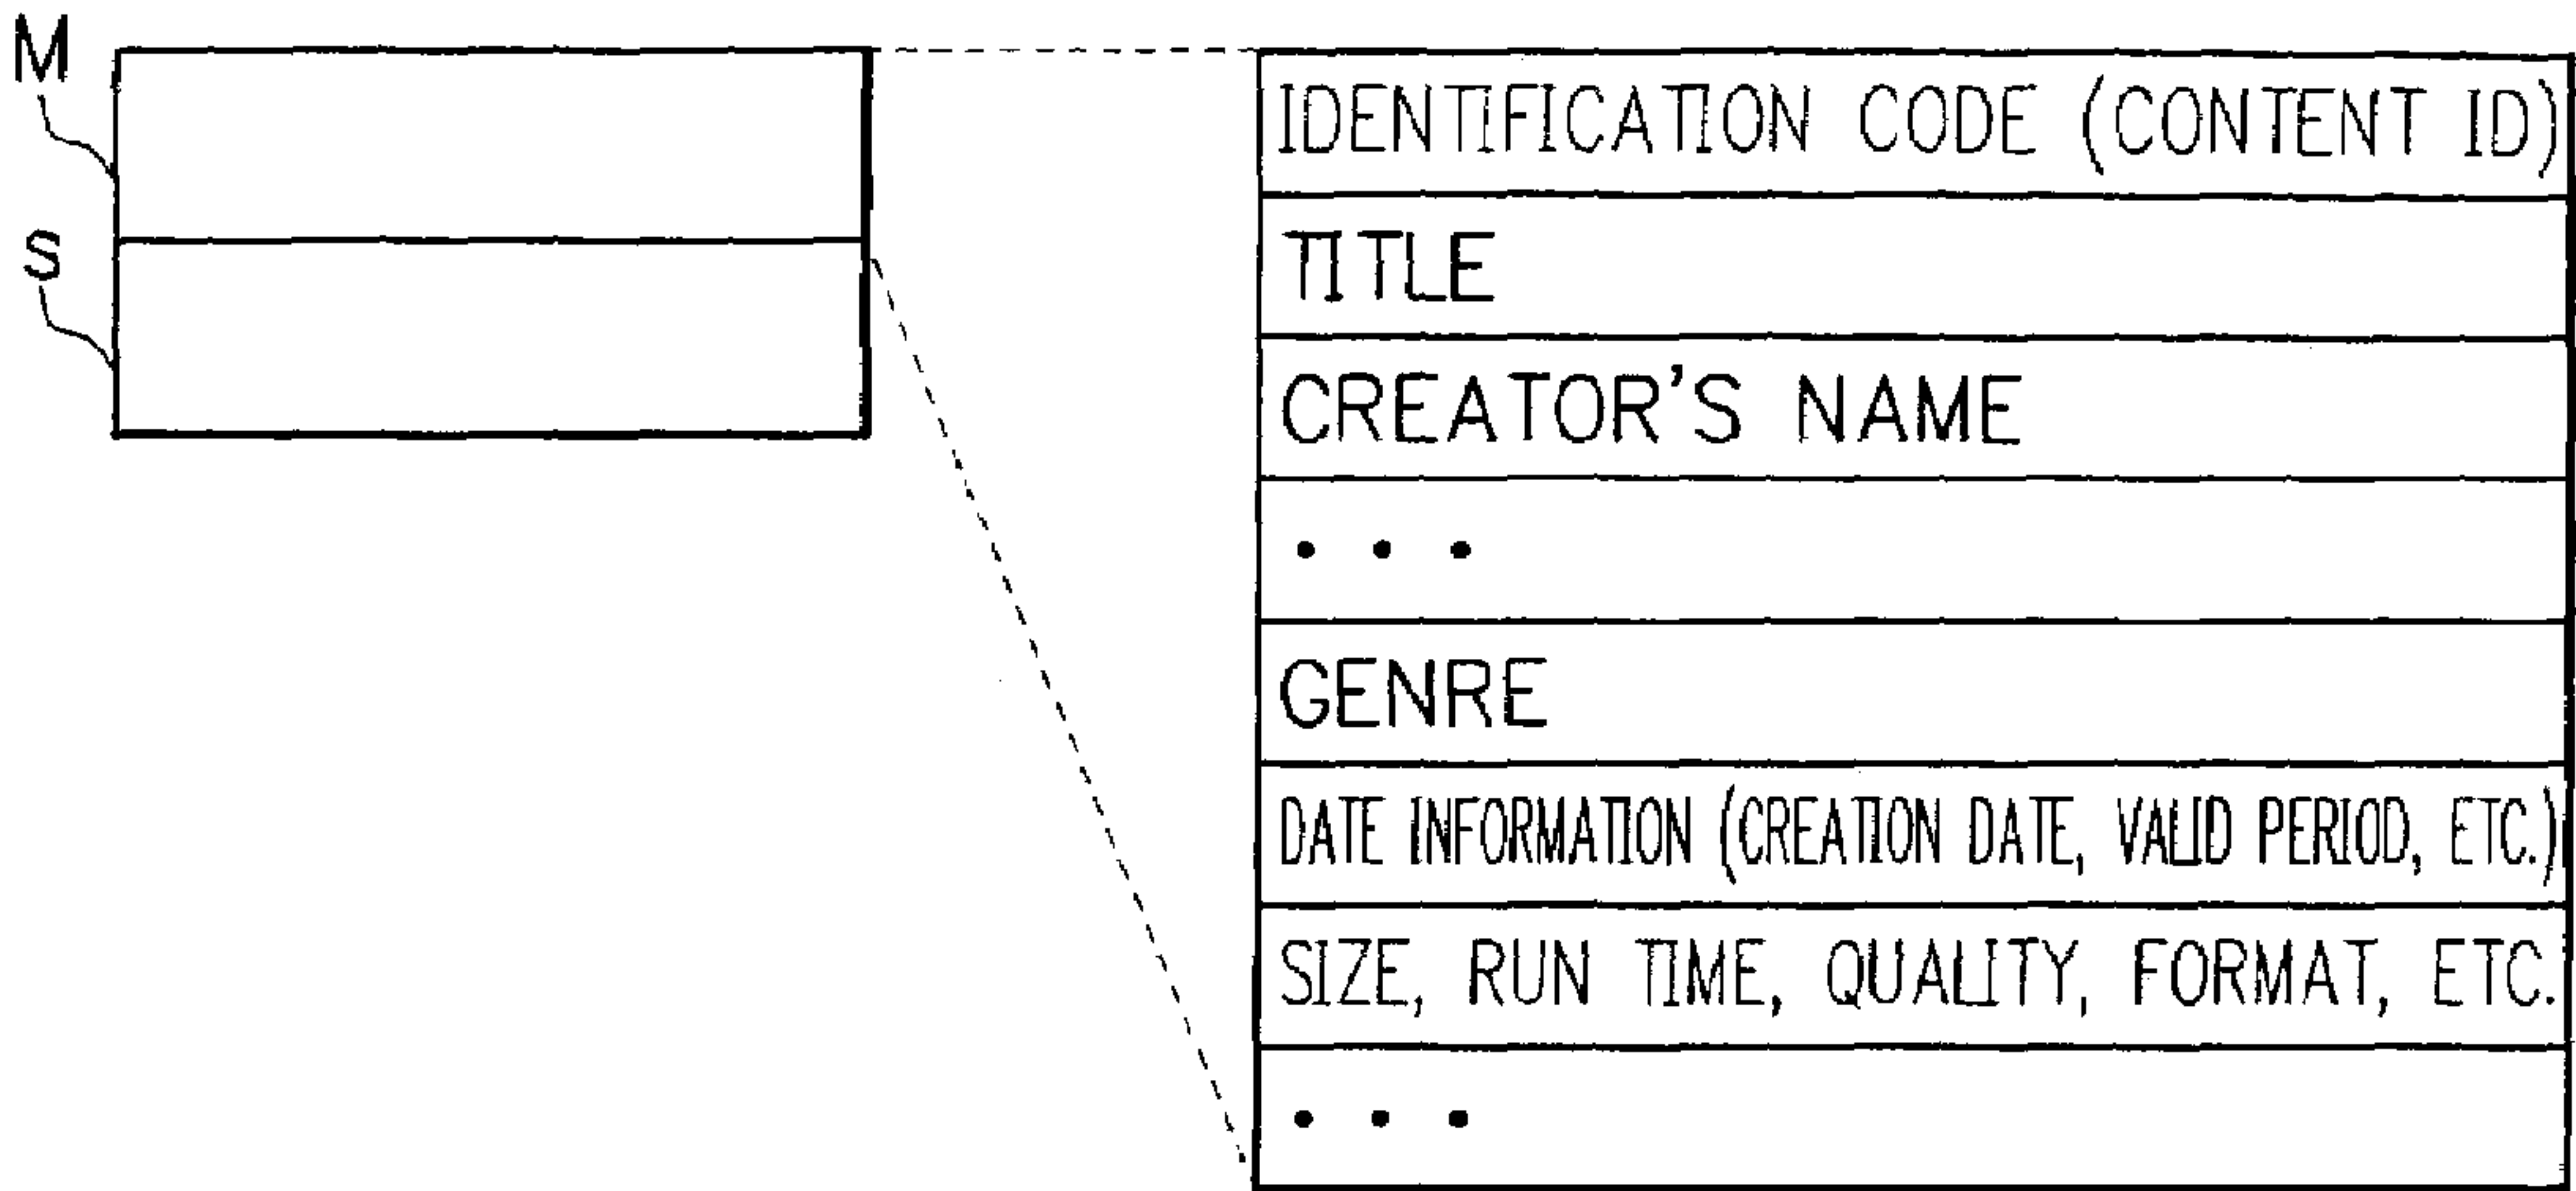 M
S
IDENTIFICATION CODE (CONTENT ID)
TITLE
CREATOR'S NAME
• • •
GENRE
DATE INFORMATION (CREATION DATE, VALID PERIOD, ETC.)
SIZE, RUN TIME, QUALITY, FORMAT, ETC.
• • •